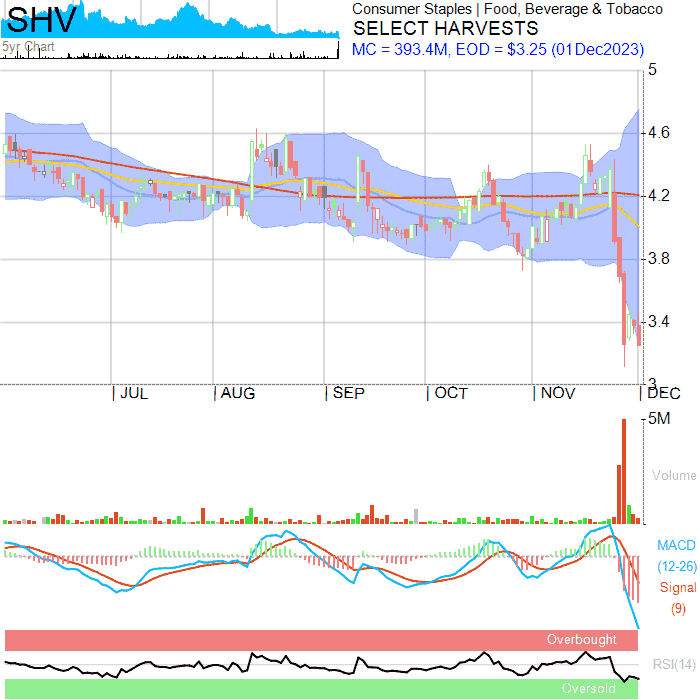 SHV
5yr Chart
Consumer Staples | Food, Beverage & Tobacco
SELECT HARVESTS
MC = 393.4M, EOD = $3.25 (01Dec2023)
5
4.6
4.2
3.8
3.4
3
| JUL | AUG | SEP | OCT | NOV | DEC
5M
Volume
MACD
(12-26)
Signal
(9)
Overbought
RSI(14)
Oversold